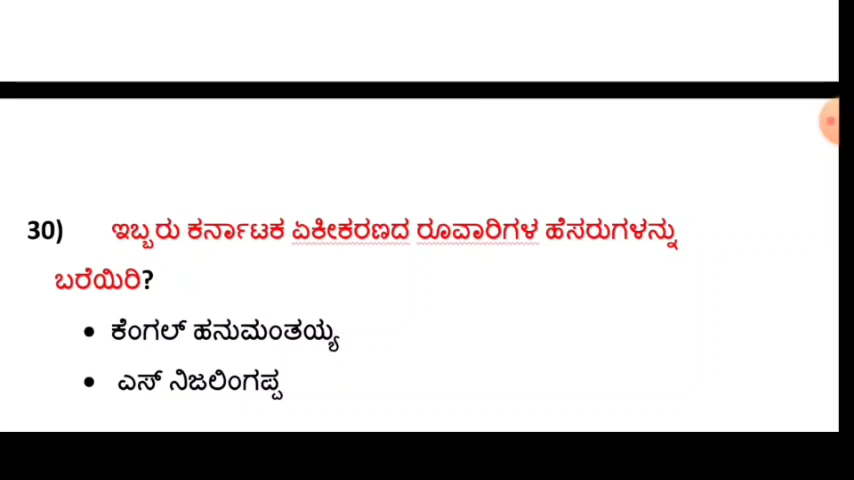 30) ಇಬ್ಬರು ಕರ್ನಾಟಕ ಏಕೀಕರಣದ ರೂವಾರಿಗಳ ಹೆಸರುಗಳನ್ನು
ಬರೆಯಿರಿ?
• ಕೆಂಗಲ್ ಹನುಮಂತಯ್ಯ
• ಎಸ್ ನಿಜಲಿಂಗಪ್ಪ